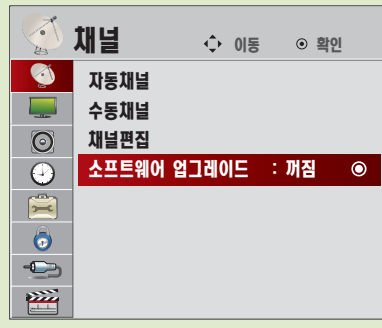 채널 이동 확인
자동채널
수동채널
채널편집
소프트웨어 업그레이드 : 꺼짐